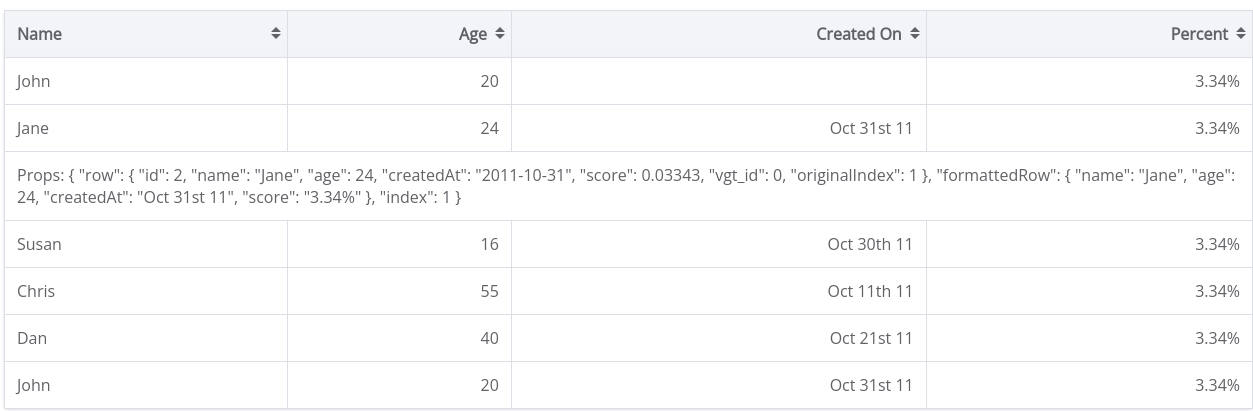 Name Age Created On Percent
John 20 3.34%
Jane 24 Oct 31st 11 3.34%
Props: { "row": { "id": 2, "name": "Jane", "age": 24, "createdAt": "2011-10-31", "score": 0.03343, "vgt_id": 0, "originalIndex": 1 }, "formattedRow": { "name": "Jane", "age":
24, "createdAt": "Oct 31st 11", "score": "3.34%" }, "index": 1 }
Susan 16 Oct 30th 11 3.34%
Chris 55 Oct 11th 11 3.34%
Dan 40 Oct 21st 11 3.34%
John 20 Oct 31st 11 3.34%